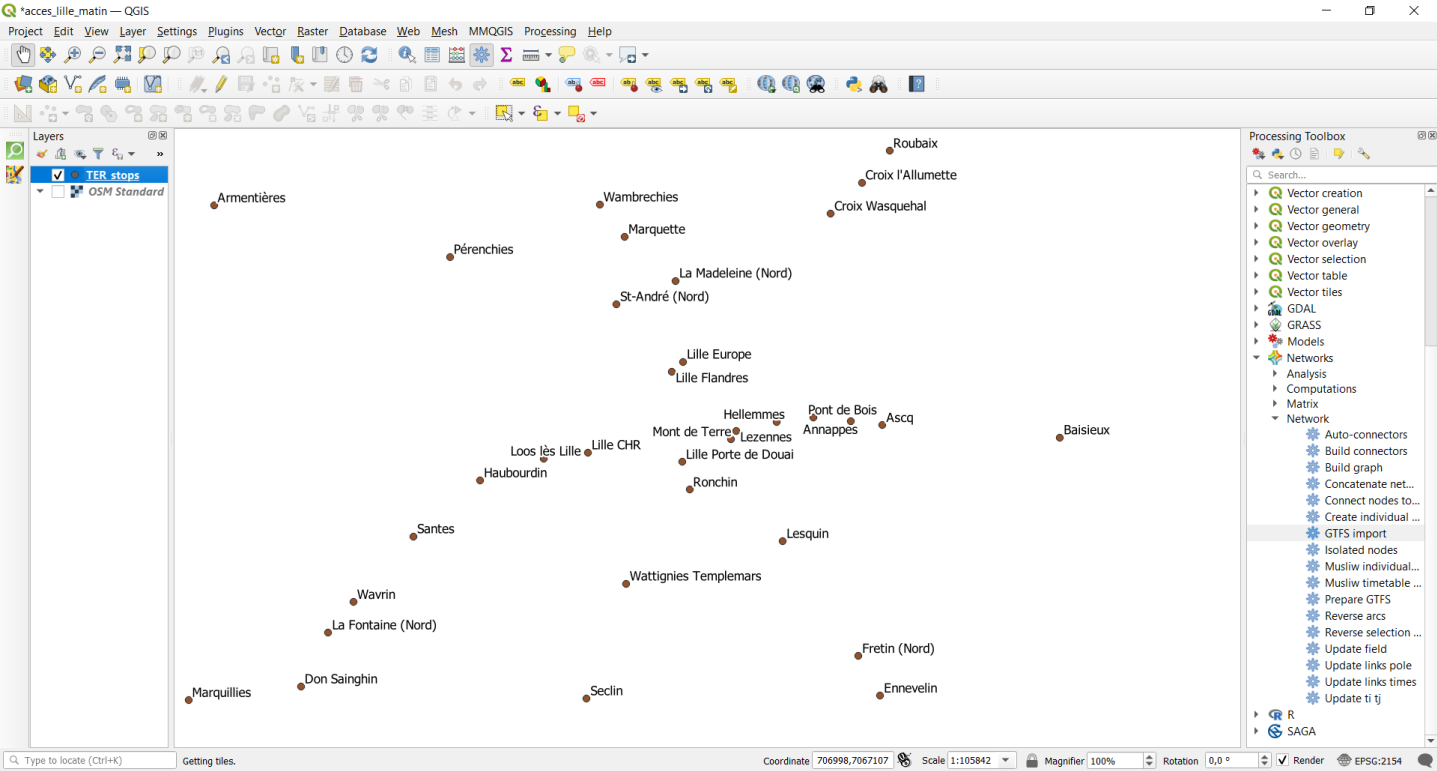 *acces_lille_matin — QGIS
Project Edit View Layer Settings Plugins Vector Raster Database Web Mesh MMQGIS Processing Help
Layers
TER stops
OSM Standard
Roubaix
Croix l'Allumette
Armentières
Wambrechies
Croix Wasquehal
Marquette
Pérenchies
La Madeleine (Nord)
St-André (Nord)
Lille Europe
Lille Flandres
Hellemmes
Pont de Bois
Ascq
Mont de Terre
Lezennes
Annappes
Baisieux
Loos lès Lille
Lille CHR
Lille Porte de Douai
Haubourdin
Ronchin
Santes
Lesquin
Wattignies Templemars
Wavrin
La Fontaine (Nord)
Fretin (Nord)
Don Sainghin
Marquillies
Seclin
Ennevelin
Processing Toolbox
Search...
Vector creation
Vector general
Vector geometry
Vector overlay
Vector selection
Vector table
Vector tiles
GDAL
GRASS
Models
Networks
Analysis
Computations
Matrix
Network
Auto-connectors
Build connectors
Build graph
Concatenate net...
Connect nodes to...
Create individual ...
GTFS import
Isolated nodes
Musliw individual...
Musliw timetable ...
Prepare GTFS
Reverse arcs
Reverse selection ...
Update field
Update links pole
Update links times
Update ti tj
R
SAGA
Type to locate (Ctrl+K) Getting tiles. Coordinate 706998,7067107 Scale 1:105842 Magnifier 100% Rotation 0,0 ° Render EPSG:2154